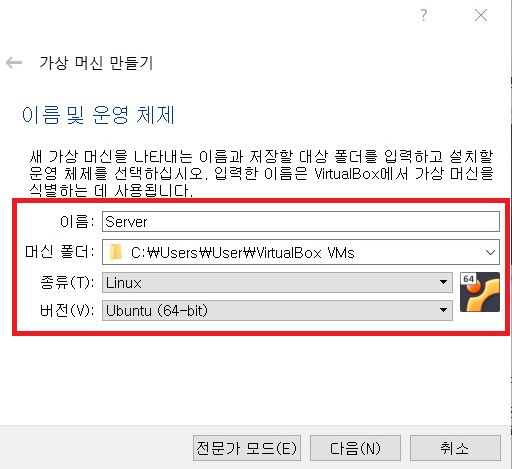 ?
가상 머신 만들기
이름 및 운영 체제
새 가상 머신을 나타내는 이름과 저장할 대상 폴더를 입력하고 설치할
운영 체제를 선택하십시오. 입력한 이름은 VirtualBox에서 가상 머신을
식별하는 데 사용됩니다.
이름: Server
머신 폴더: C:₩Users₩User₩VirtualBox VMs
종류(T): Linux
64
버전(V): Ubuntu (64-bit)
전문가 모드(E) 다음(N) 취소